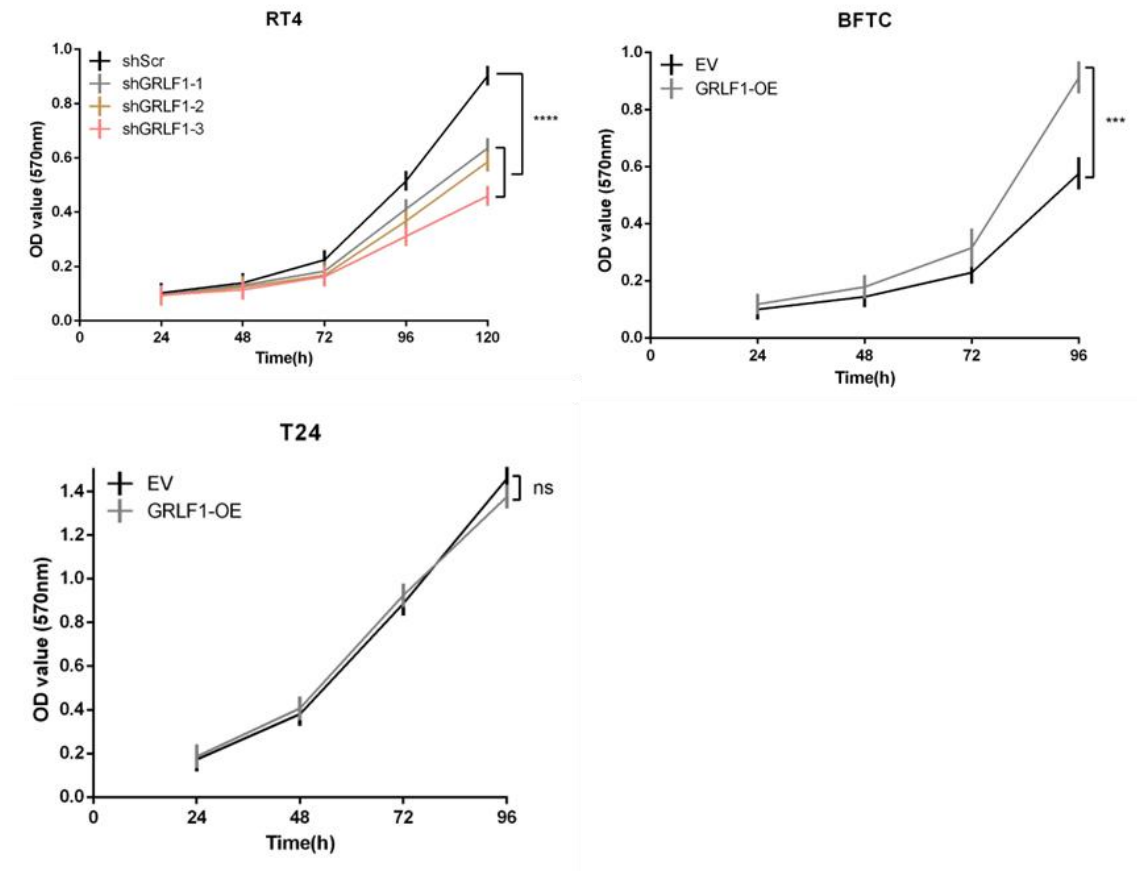 RT4
shScr
shGRLF1-1
shGRLF1-2
shGRLF1-3
****
OD value (570nm)
1.0
0.8
0.6
0.4
0.2
0.0
0 24 48 72 96 120
Time(h)
BFTC
EV
GRLF1-OE
***
OD value (570nm)
1.0
0.8
0.6
0.4
0.2
0.0
0 24 48 72 96
Time(h)
T24
EV
GRLF1-OE
ns
OD value (570nm)
1.4
1.2
1.0
0.8
0.6
0.4
0.2
0.0
0 24 48 72 96
Time(h)